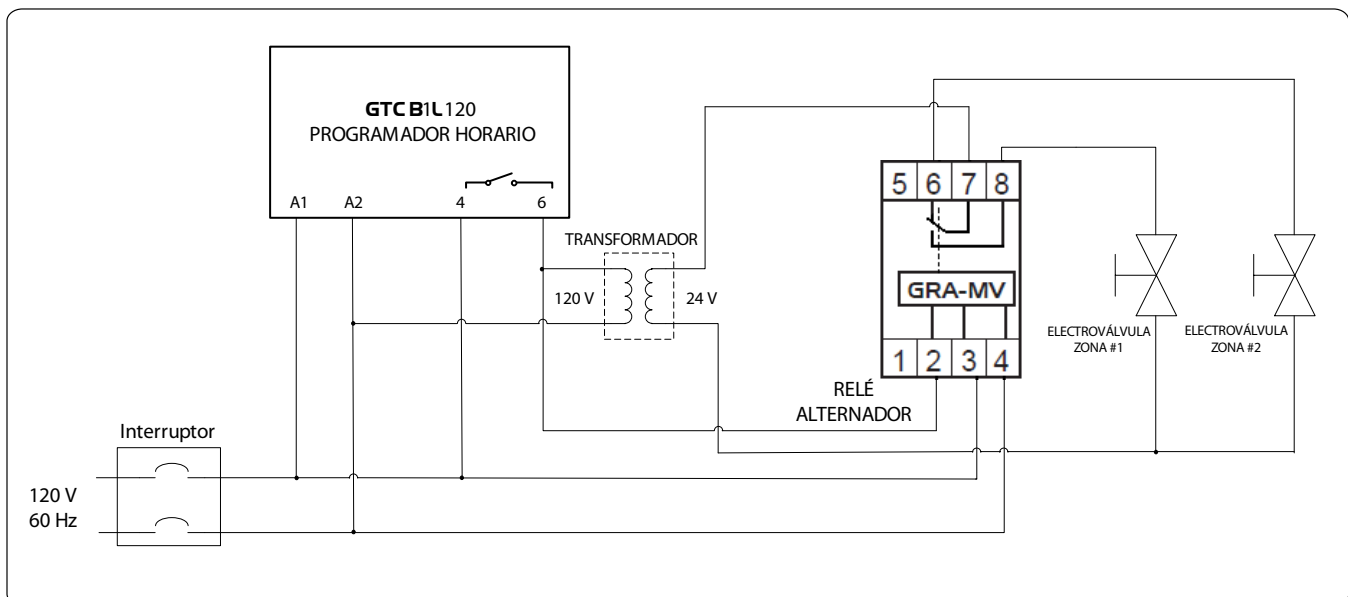 GTC B1L 120
PROGRAMADOR HORARIO
A1 A2 4 6
TRANSFORMADOR
120 V 24 V
5 6 7 8
GRA-MV
1 2 3 4
RELÉ
ALTERNADOR
ELECTROVÁLVULA
ZONA #1
ELECTROVÁLVULA
ZONA #2
Interruptor
120 V
60 Hz